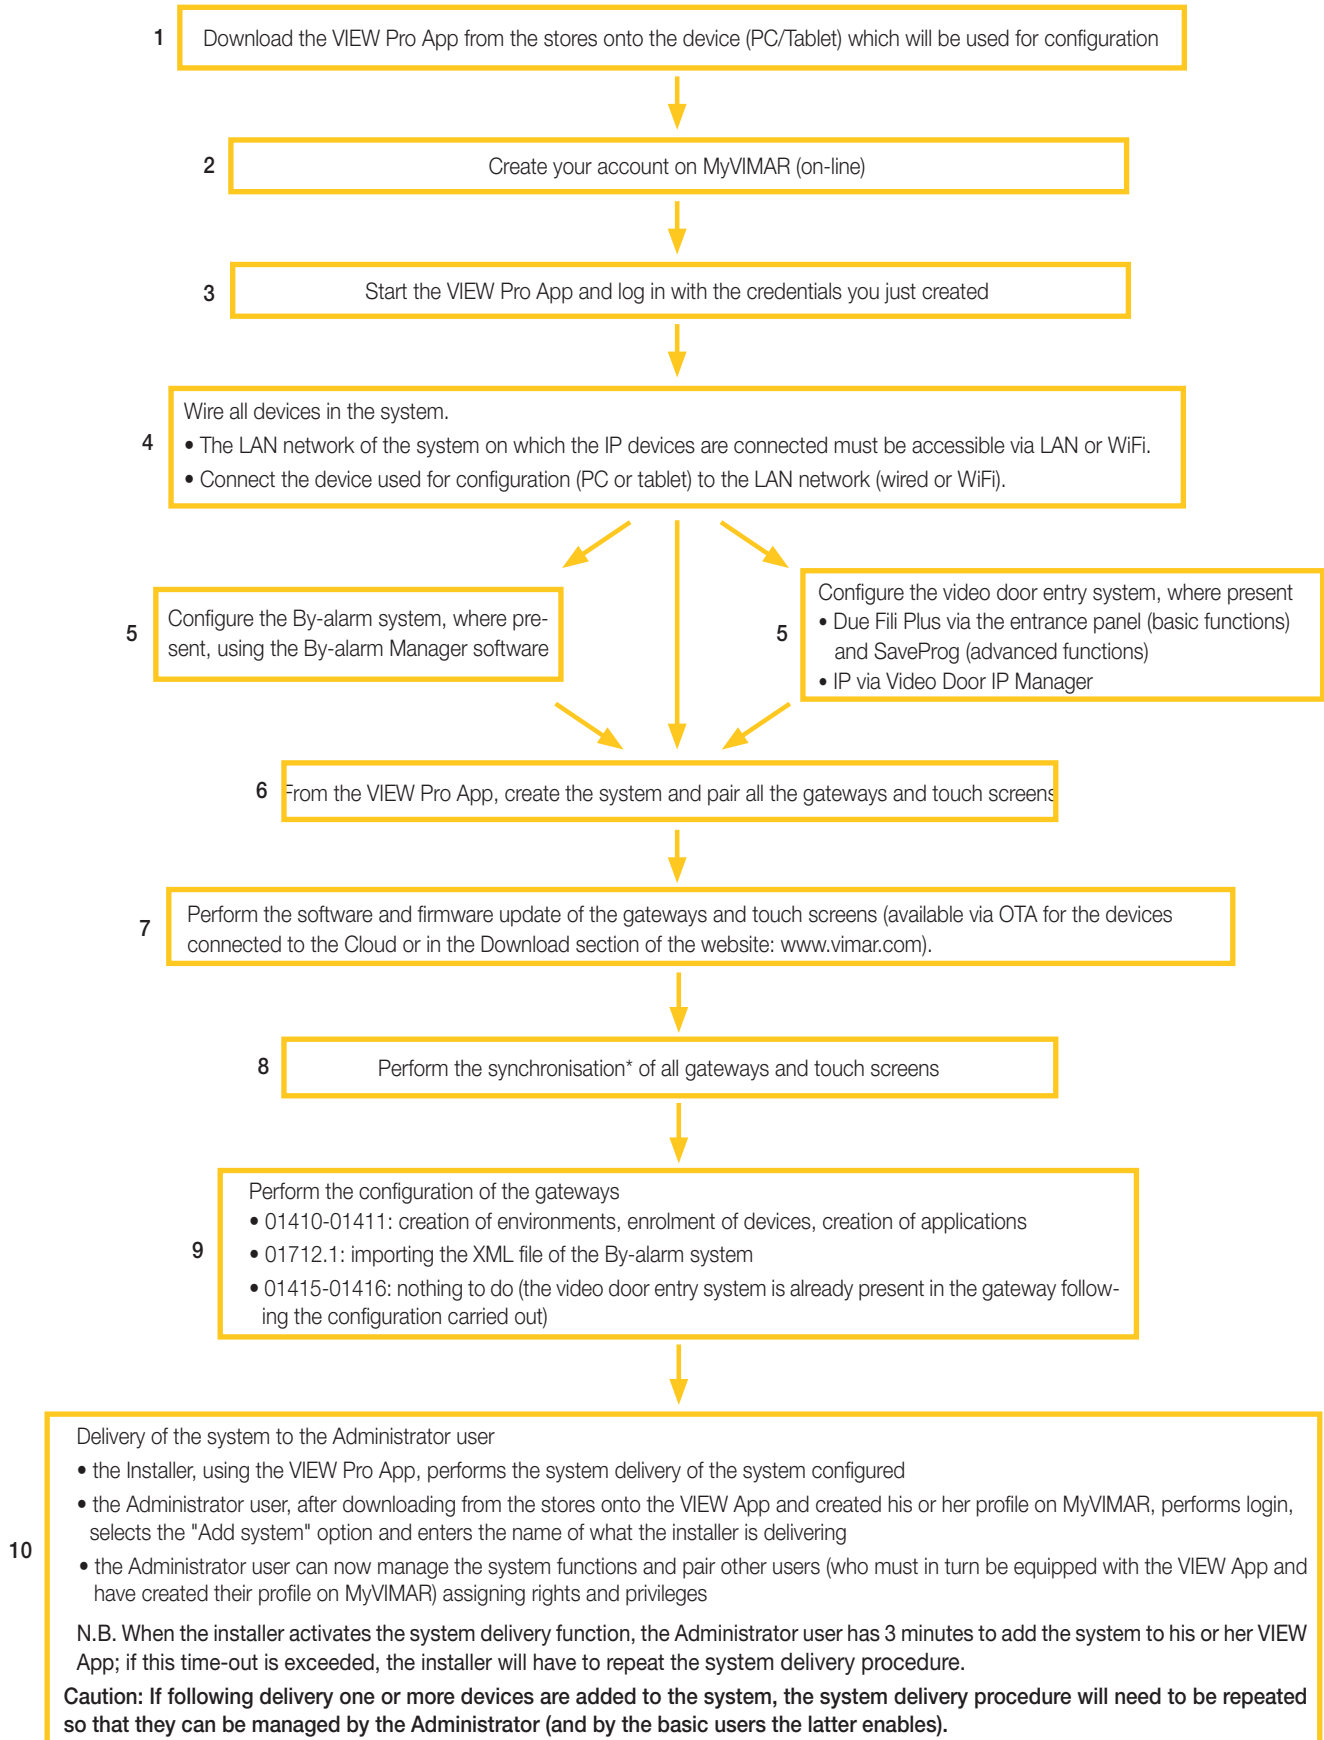 1 Download the VIEW Pro App from the stores onto the device (PC/Tablet) which will be used for configuration
2 Create your account on MyVIMAR (on-line)
3 Start the VIEW Pro App and log in with the credentials you just created
4 Wire all devices in the system.
• The LAN network of the system on which the IP devices are connected must be accessible via LAN or WiFi.
• Connect the device used for configuration (PC or tablet) to the LAN network (wired or WiFi).
5 Configure the By-alarm system, where pre-
sent, using the By-alarm Manager software
5 Configure the video door entry system, where present
• Due Fili Plus via the entrance panel (basic functions)
and SaveProg (advanced functions)
• IP via Video Door IP Manager
6 From the VIEW Pro App, create the system and pair all the gateways and touch screens
7 Perform the software and firmware update of the gateways and touch screens (available via OTA for the devices
connected to the Cloud or in the Download section of the website: www.vimar.com).
8 Perform the synchronisation* of all gateways and touch screens
9 Perform the configuration of the gateways
• 01410-01411: creation of environments, enrolment of devices, creation of applications
• 01712.1: importing the XML file of the By-alarm system
• 01415-01416: nothing to do (the video door entry system is already present in the gateway follow-
ing the configuration carried out)
10 Delivery of the system to the Administrator user
• the Installer, using the VIEW Pro App, performs the system delivery of the system configured
• the Administrator user, after downloading from the stores onto the VIEW App and created his or her profile on MyVIMAR, performs login,
selects the "Add system" option and enters the name of what the installer is delivering
• the Administrator user can now manage the system functions and pair other users (who must in turn be equipped with the VIEW App and
have created their profile on MyVIMAR) assigning rights and privileges
N.B. When the installer activates the system delivery function, the Administrator user has 3 minutes to add the system to his or her VIEW
App; if this time-out is exceeded, the installer will have to repeat the system delivery procedure.
Caution: If following delivery one or more devices are added to the system, the system delivery procedure will need to be repeated
so that they can be managed by the Administrator (and by the basic users the latter enables).